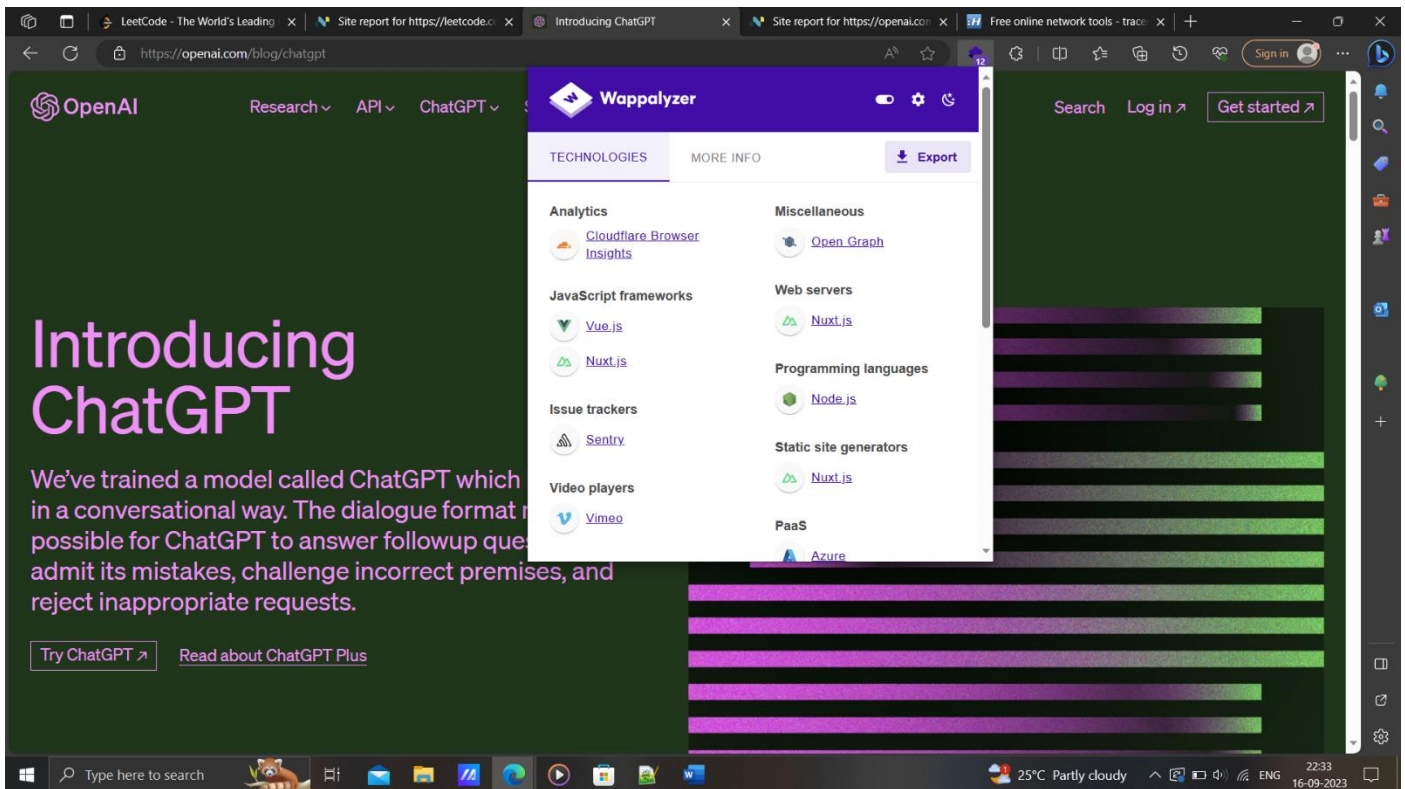 LeetCode - The World's Leading
Site report for https://leetcode.c
Introducing ChatGPT
Site report for https://openai.con
Free online network tools - trace
https://openai.com/blog/chatgpt
12
Sign in
OpenAI
Research
API
ChatGPT
Search
Log in
Get started
Wappalyzer
TECHNOLOGIES
MORE INFO
Export
Analytics
Cloudflare Browser
Insights
JavaScript frameworks
Vue.js
Nuxt.js
Issue trackers
Sentry
Video players
Vimeo
Miscellaneous
Open Graph
Web servers
Nuxt.js
Programming languages
Node.js
Static site generators
Nuxt.js
PaaS
Azure
Introducing
ChatGPT
We've trained a model called ChatGPT which
in a conversational way. The dialogue format
possible for ChatGPT to answer followup que
admit its mistakes, challenge incorrect premises, and
reject inappropriate requests.
Try ChatGPT
Read about ChatGPT Plus
Type here to search
25°C Partly cloudy
ENG
22:33
16-09-2023